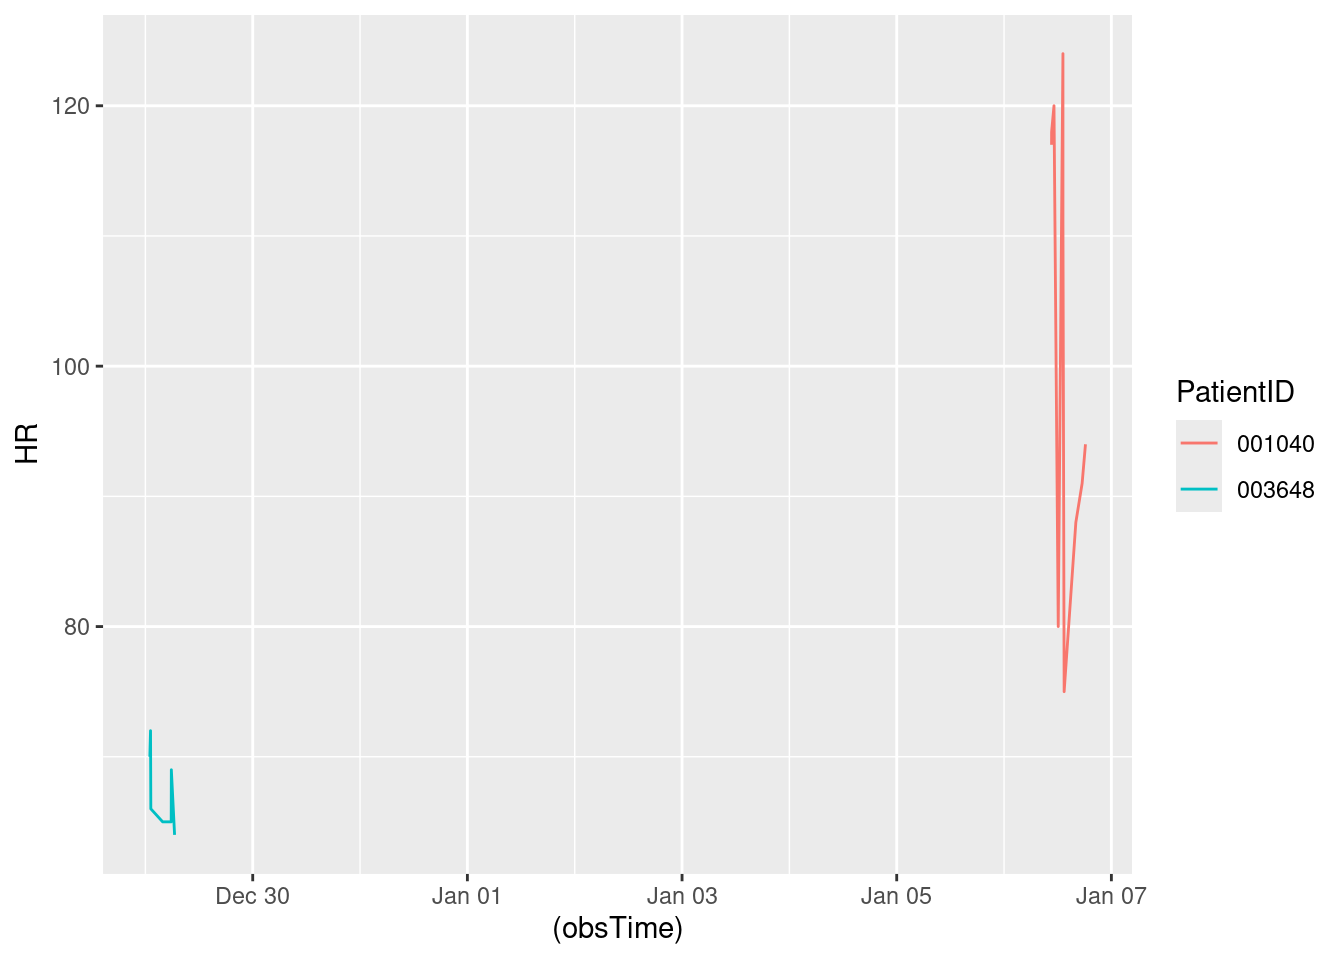 120
100
80
HR
Dec 30
Jan 01
Jan 03
Jan 05
Jan 07
(obsTime)
PatientID
001040
003648